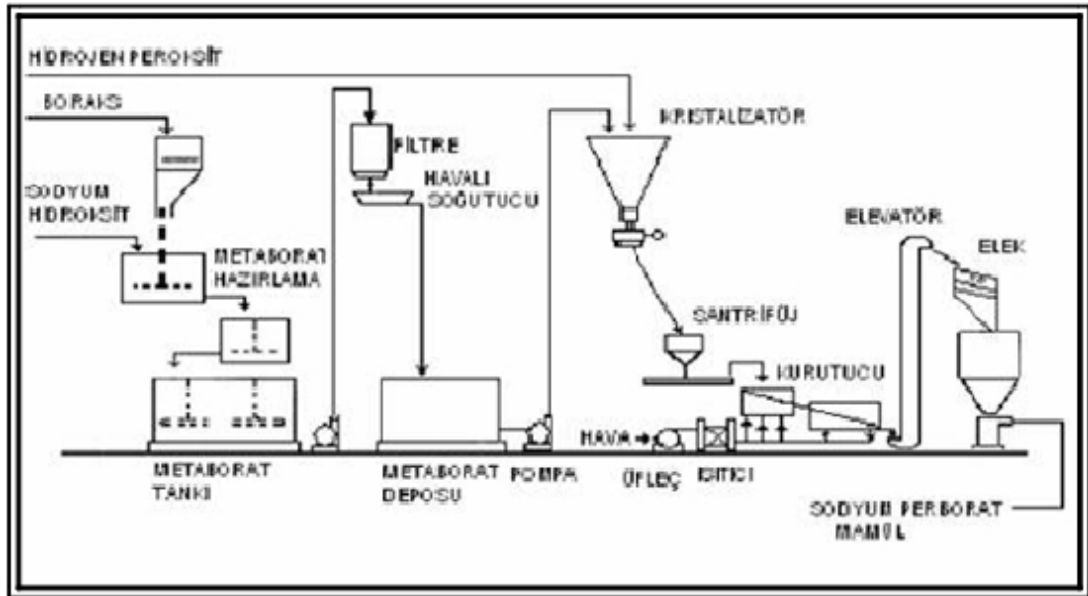 HİDROJEN PEROKSİT
BORAKS
SODYUM
HİDROKSİT
METABORAT
HAZIRLAMA
FİLTRE
HAVALI
SOĞUTUCU
KRİSTALİZATÖR
SANTRİFÜJ
KURUTUCU
ELEVATÖR
ELEK
METABORAT
TANKI
METABORAT
DEPOSU
POMPA
HAVA
ÜFLEÇ
ISITICI
SODYUM PERBORAT
MAMÜL